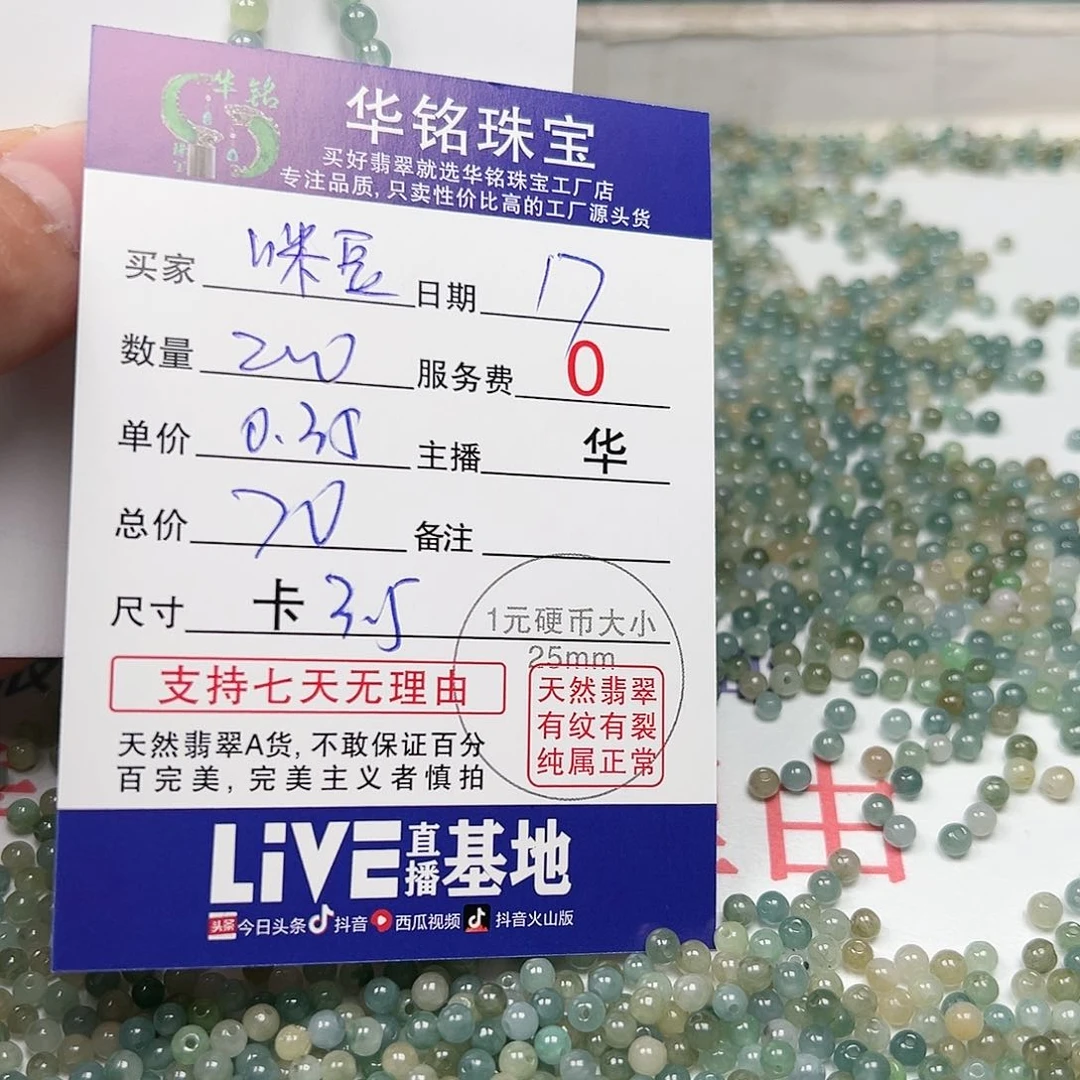 华铭
华铭珠宝
买好翡翠就选华铭珠宝工厂店
专注品质, 只卖性价比高的工厂源头货
买家 咪豆 日期 17
数量 200 服务费 0
单价 0.35 主播 华
总价 70 备注
尺寸 卡 3.5
1元硬币大小
25mm
支持七天无理由
天然翡翠
有纹有裂
纯属正常
天然翡翠A货, 不敢保证百分
百完美, 完美主义者慎拍
LiVE直播基地
头条 今日头条 抖音 西瓜视频 抖音火山版
由